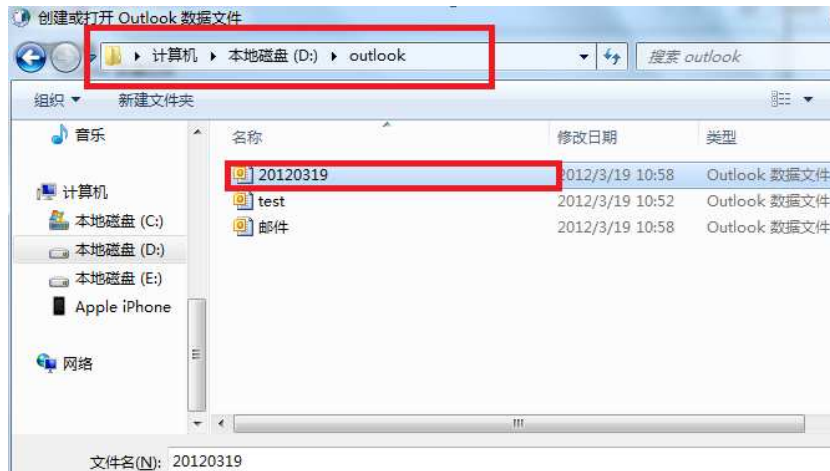 创建或打开 Outlook 数据文件
计算机 本地磁盘 (D:) outlook
搜索 outlook
组织 新建文件夹
音乐
计算机
本地磁盘 (C:)
本地磁盘 (D:)
本地磁盘 (E:)
Apple iPhone
网络
名称 修改日期 类型
20120319 2012/3/19 10:58 Outlook 数据文件
test 2012/3/19 10:52 Outlook 数据文件
邮件 2012/3/19 10:58 Outlook 数据文件
文件名(N): 20120319